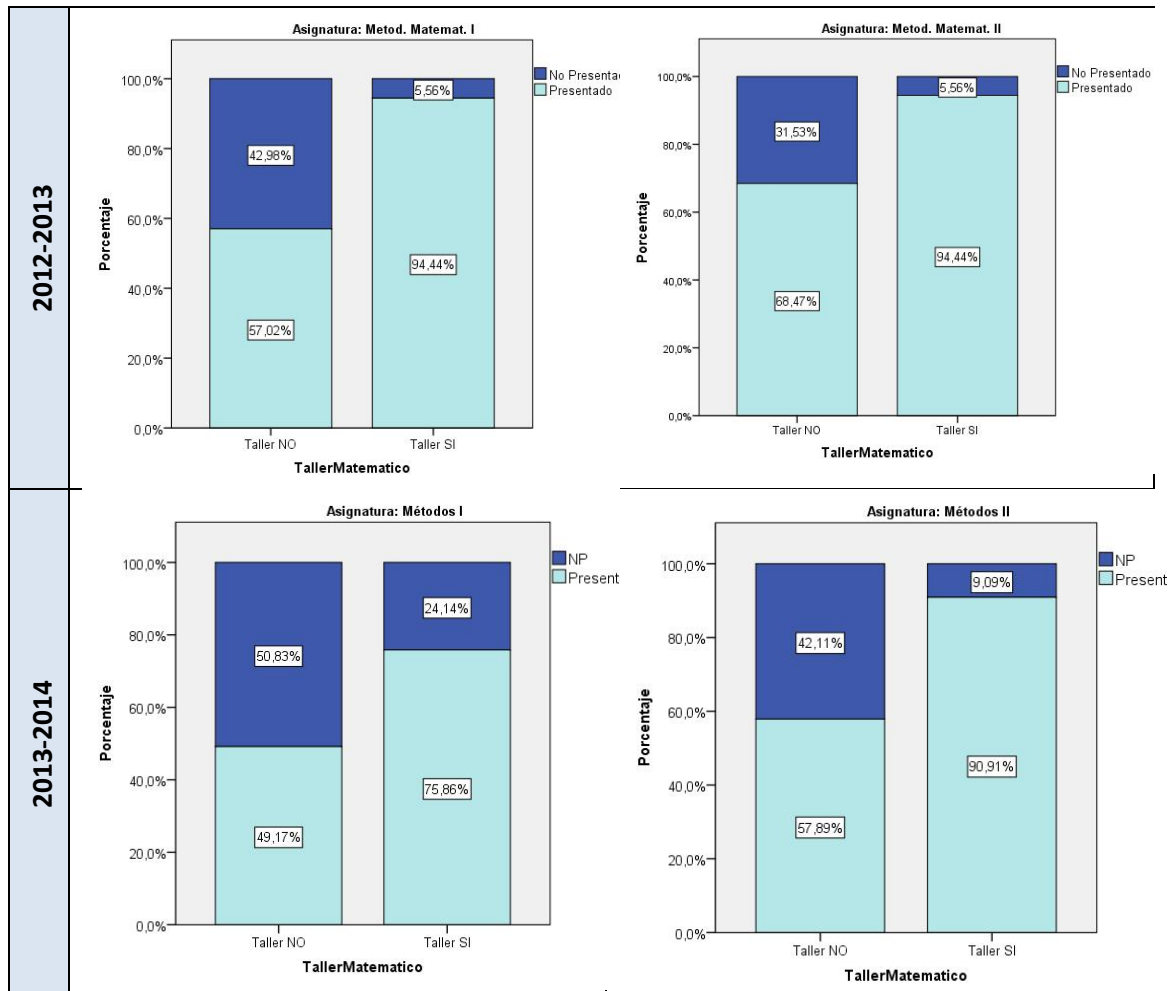 2012-2013
Asignatura: Metod. Matemat. I
No Presentado
Presentado
Porcentaje
100,0%
80,0%
60,0%
40,0%
20,0%
0,0%
42,98%
57,02%
5,56%
94,44%
Taller NO
Taller SI
TallerMatematico
Asignatura: Metod. Matemat. II
No Presentado
Presentado
Porcentaje
100,0%
80,0%
60,0%
40,0%
20,0%
0,0%
31,53%
68,47%
5,56%
94,44%
Taller NO
Taller SI
TallerMatematico
2013-2014
Asignatura: Métodos I
NP
Present
Porcentaje
100,0%
80,0%
60,0%
40,0%
20,0%
0,0%
50,83%
49,17%
24,14%
75,86%
Taller NO
Taller SI
TallerMatematico
Asignatura: Métodos II
NP
Present
Porcentaje
100,0%
80,0%
60,0%
40,0%
20,0%
0,0%
42,11%
57,89%
9,09%
90,91%
Taller NO
Taller SI
TallerMatematico